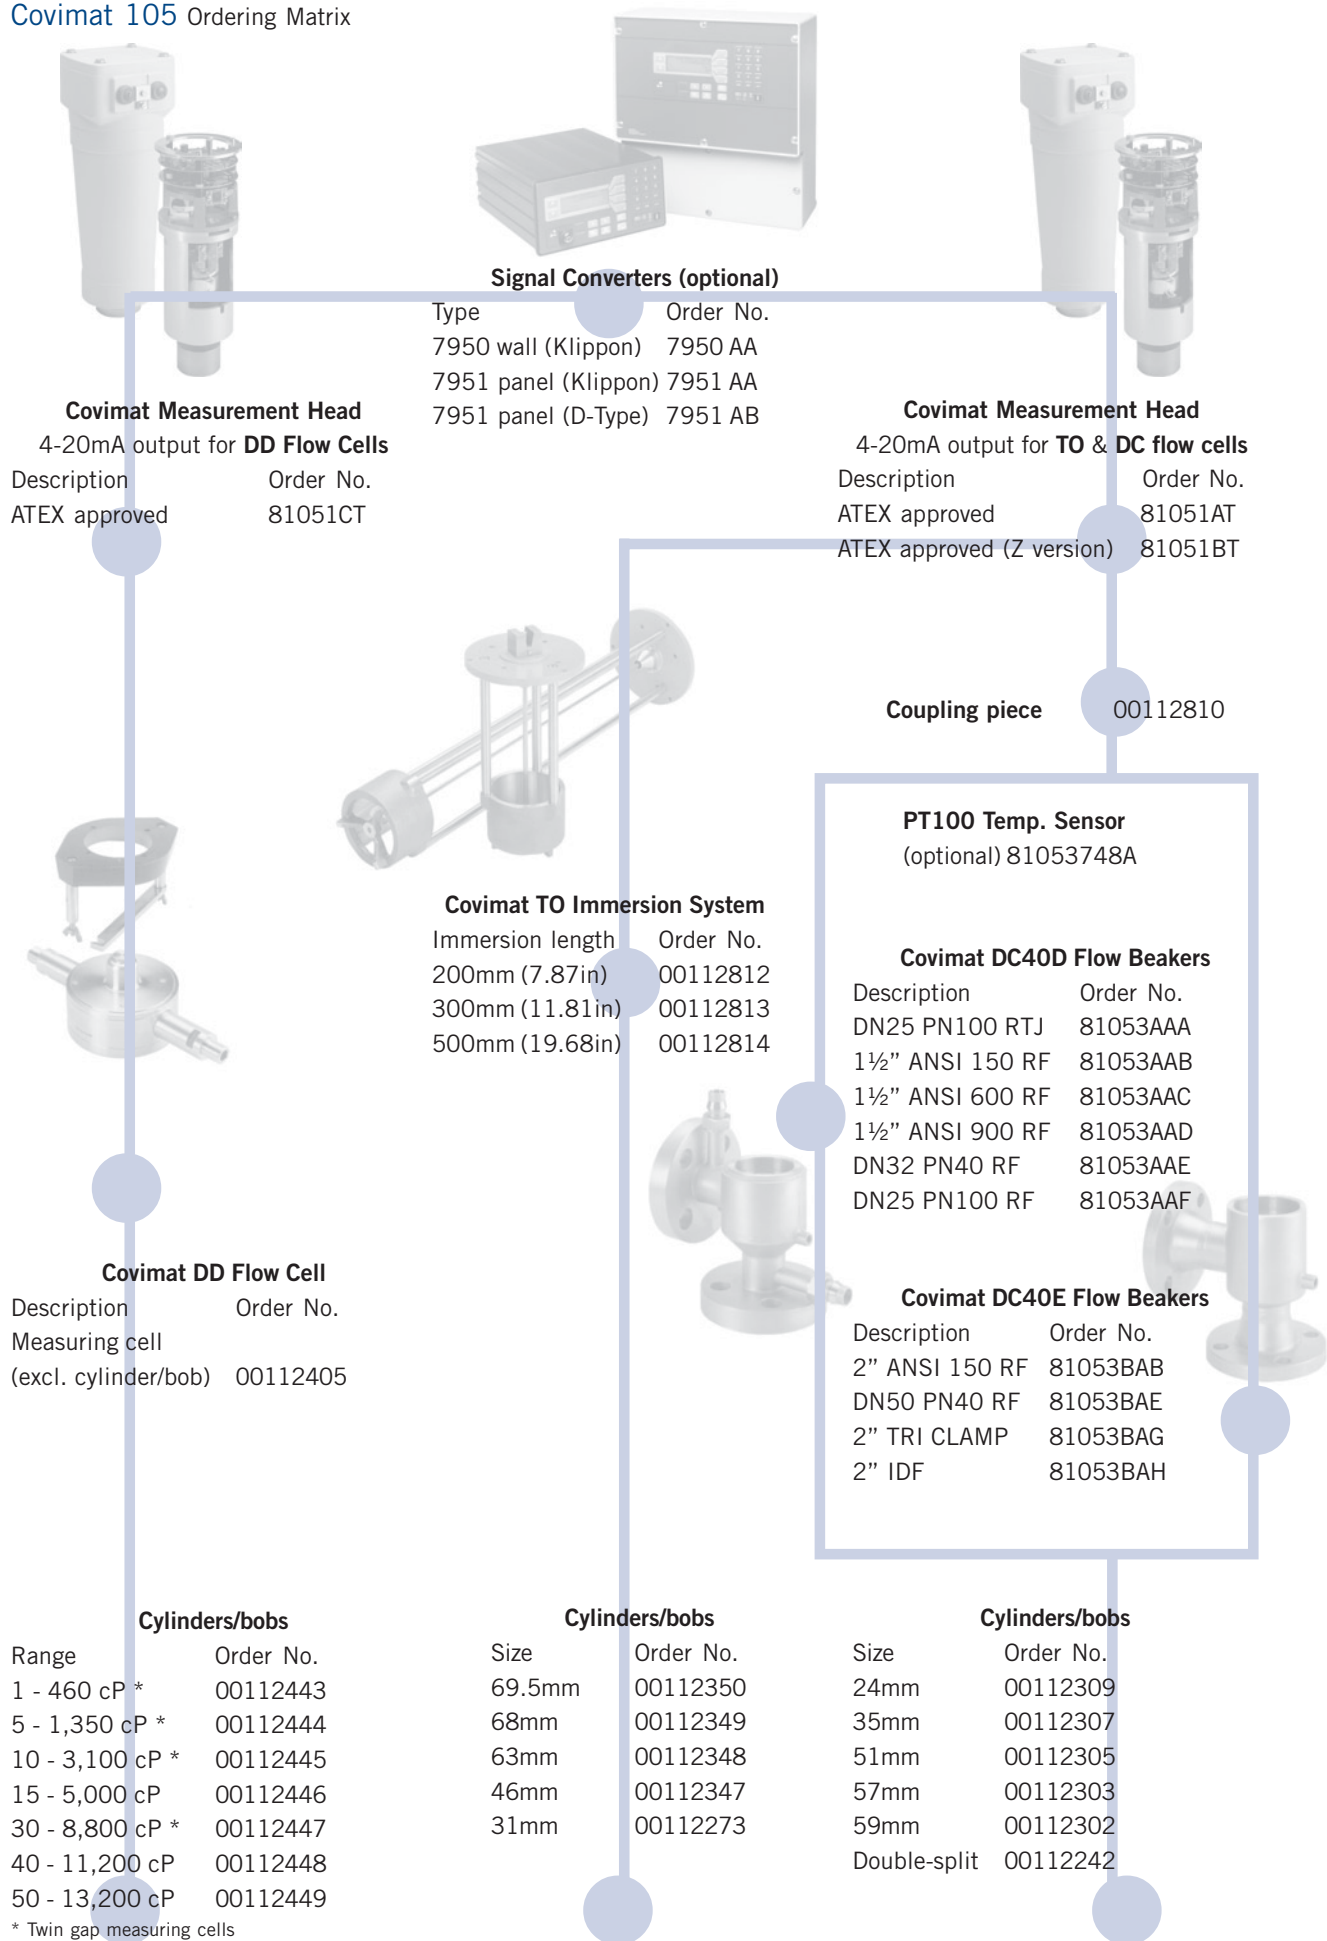 Covimat 105 Ordering Matrix
Signal Converters (optional)
Type Order No.
7950 wall (Klippon) 7950 AA
7951 panel (Klippon) 7951 AA
7951 panel (D-Type) 7951 AB
Covimat Measurement Head
4-20mA output for DD Flow Cells
Description Order No.
ATEX approved 81051CT
Covimat Measurement Head
4-20mA output for TO & DC flow cells
Description Order No.
ATEX approved 81051AT
ATEX approved (Z version) 81051BT
Coupling piece 00112810
PT100 Temp. Sensor
(optional) 81053748A
Covimat TO Immersion System
Immersion length Order No.
200mm (7.87in) 00112812
300mm (11.81in) 00112813
500mm (19.68in) 00112814
Covimat DC40D Flow Beakers
Description Order No.
DN25 PN100 RTJ 81053AAA
1½” ANSI 150 RF 81053AAB
1½” ANSI 600 RF 81053AAC
1½” ANSI 900 RF 81053AAD
DN32 PN40 RF 81053AAE
DN25 PN100 RF 81053AAF
Covimat DD Flow Cell
Description Order No.
Measuring cell
(excl. cylinder/bob) 00112405
Covimat DC40E Flow Beakers
Description Order No.
2” ANSI 150 RF 81053BAB
DN50 PN40 RF 81053BAE
2” TRI CLAMP 81053BAG
2” IDF 81053BAH
Cylinders/bobs
Range Order No.
1 - 460 cP * 00112443
5 - 1,350 cP * 00112444
10 - 3,100 cP * 00112445
15 - 5,000 cP 00112446
30 - 8,800 cP * 00112447
40 - 11,200 cP 00112448
50 - 13,200 cP 00112449
* Twin gap measuring cells
Cylinders/bobs
Size Order No.
69.5mm 00112350
68mm 00112349
63mm 00112348
46mm 00112347
31mm 00112273
Cylinders/bobs
Size Order No.
24mm 00112309
35mm 00112307
51mm 00112305
57mm 00112303
59mm 00112302
Double-split 00112242